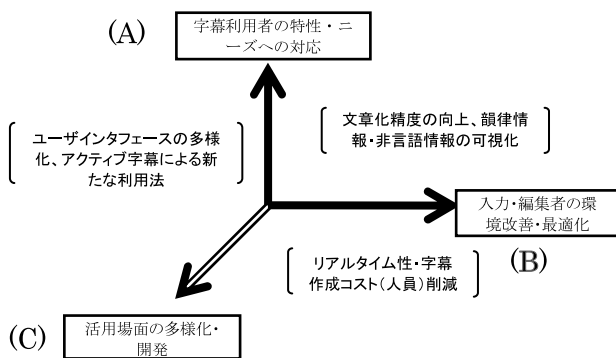 (A)
字幕利用者の特性・ニ
ーズへの対応
ユーザインタフェースの多様
化、アクティブ字幕による新
たな利用法
文章化精度の向上、韻律情
報・非言語情報の可視化
入力・編集者の環
境改善・最適化
(B)
リアルタイム性・字幕
作成コスト（人員）削減
(C)
活用場面の多様化・
開発